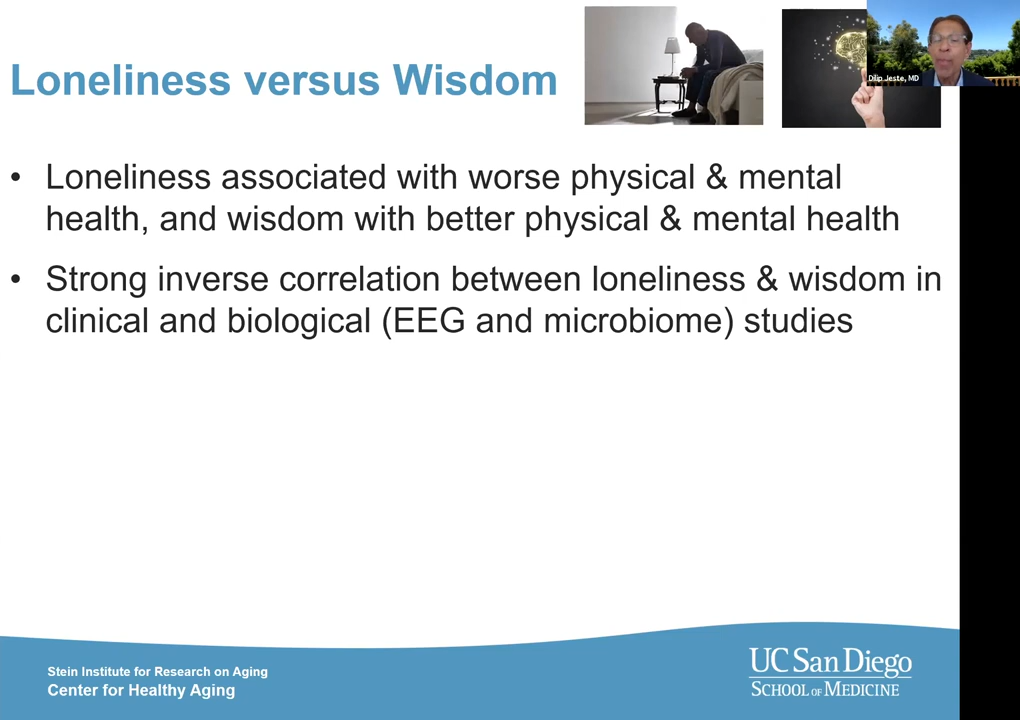 Loneliness versus Wisdom
Dilip Jeste, MD
• Loneliness associated with worse physical & mental
health, and wisdom with better physical & mental health
• Strong inverse correlation between loneliness & wisdom in
clinical and biological (EEG and microbiome) studies
Stein Institute for Research on Aging
Center for Healthy Aging
UC San Diego
SCHOOL OF MEDICINE